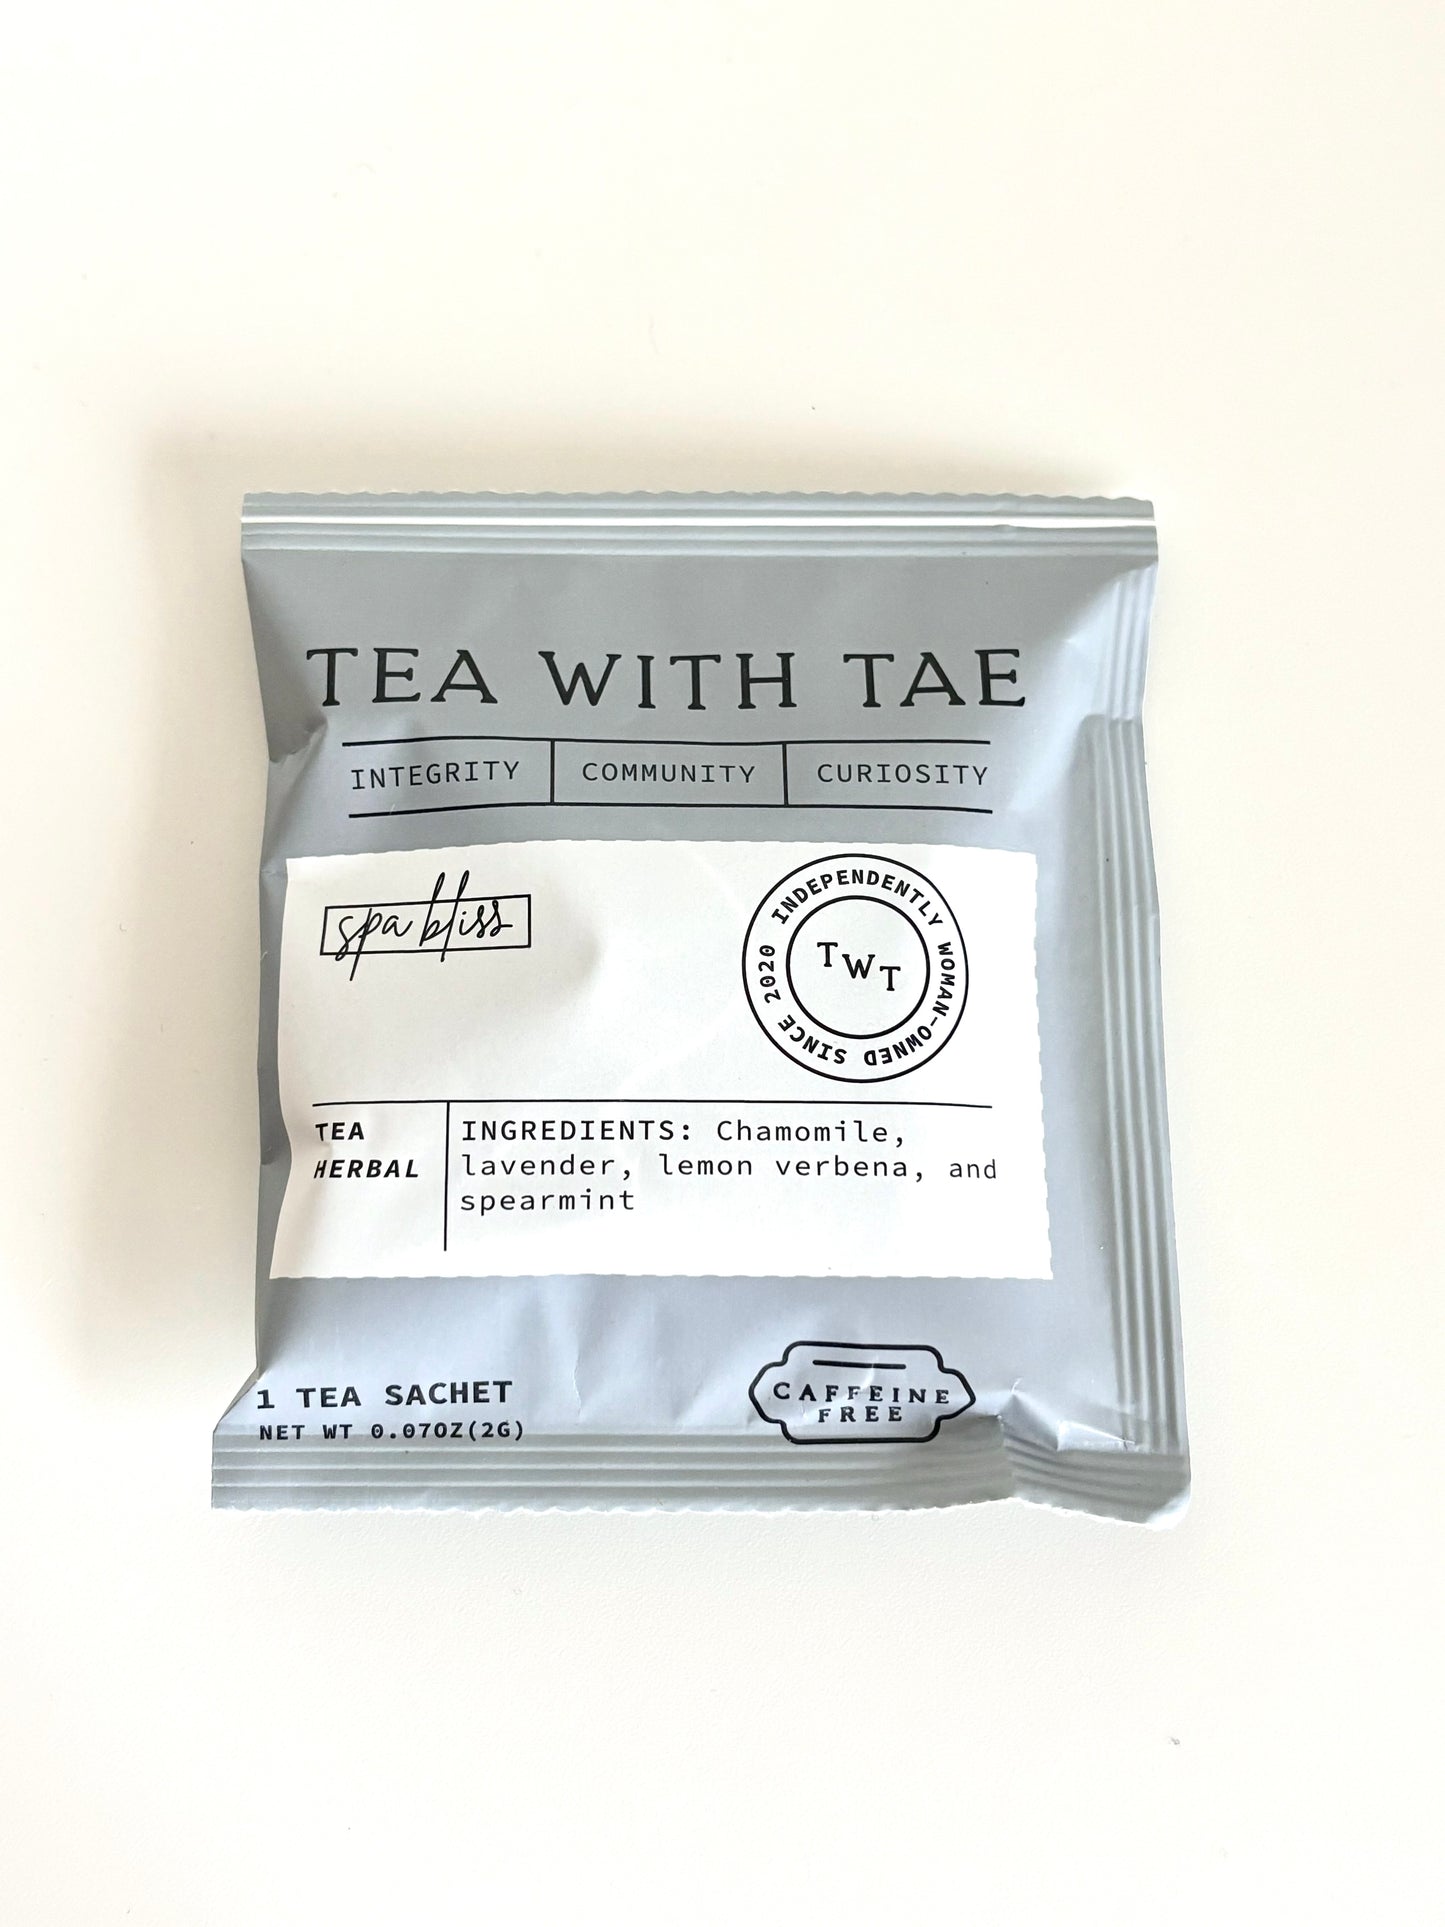 TEA WITH TAE
INTEGRITY COMMUNITY CURIOSITY
spa bliss
INDEPENDENTLY WOMAN-OWNED SINCE 2020
TWT
TEA
HERBAL
INGREDIENTS: Chamomile,
lavender, lemon verbena, and
spearmint
1 TEA SACHET
NET WT 0.07OZ(2G)
CAFFEINE
FREE